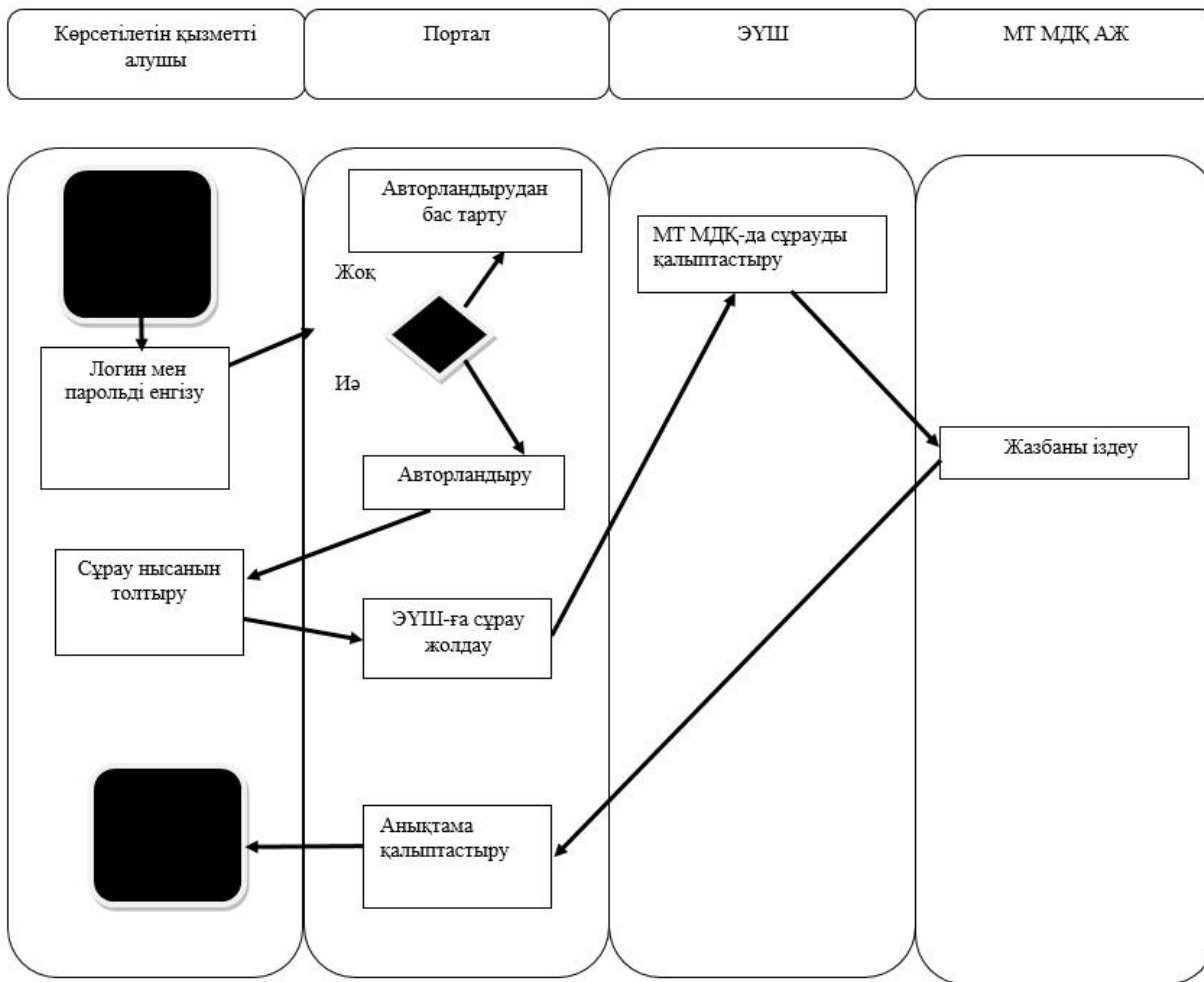 Көрсетілетін қызметті
алушы
Портал
ЭҮШ
МТ МДҚ АЖ
Авторландырудан
бас тарту
МТ МДҚ-да сұрауды
қалыптастыру
Жоқ
Логин мен
парольді енгізу
Иә
Жазбаны іздеу
Авторландыру
Сұрау нысанын
толтыру
ЭҮШ-ға сұрау
жолдау
Анықтама
қалыптастыру